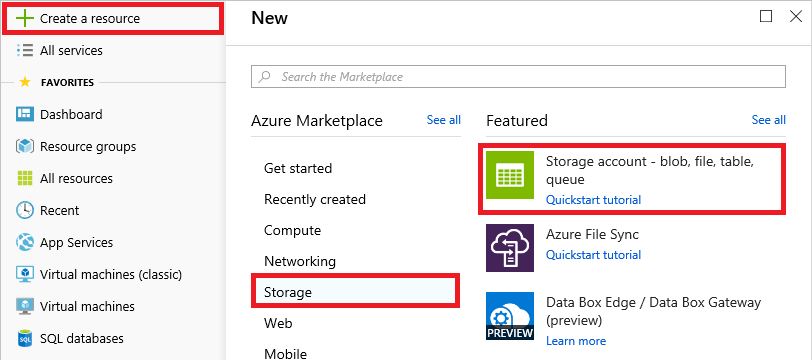 Create a resource
All services
FAVORITES
Dashboard
Resource groups
All resources
Recent
App Services
Virtual machines (classic)
Virtual machines
SQL databases
New
Search the Marketplace
Azure Marketplace
See all
Get started
Recently created
Compute
Networking
Storage
Web
Mobile
Featured
See all
Storage account - blob, file, table,
queue
Quickstart tutorial
Azure File Sync
Quickstart tutorial
Data Box Edge / Data Box Gateway
(preview)
Learn more
PREVIEW